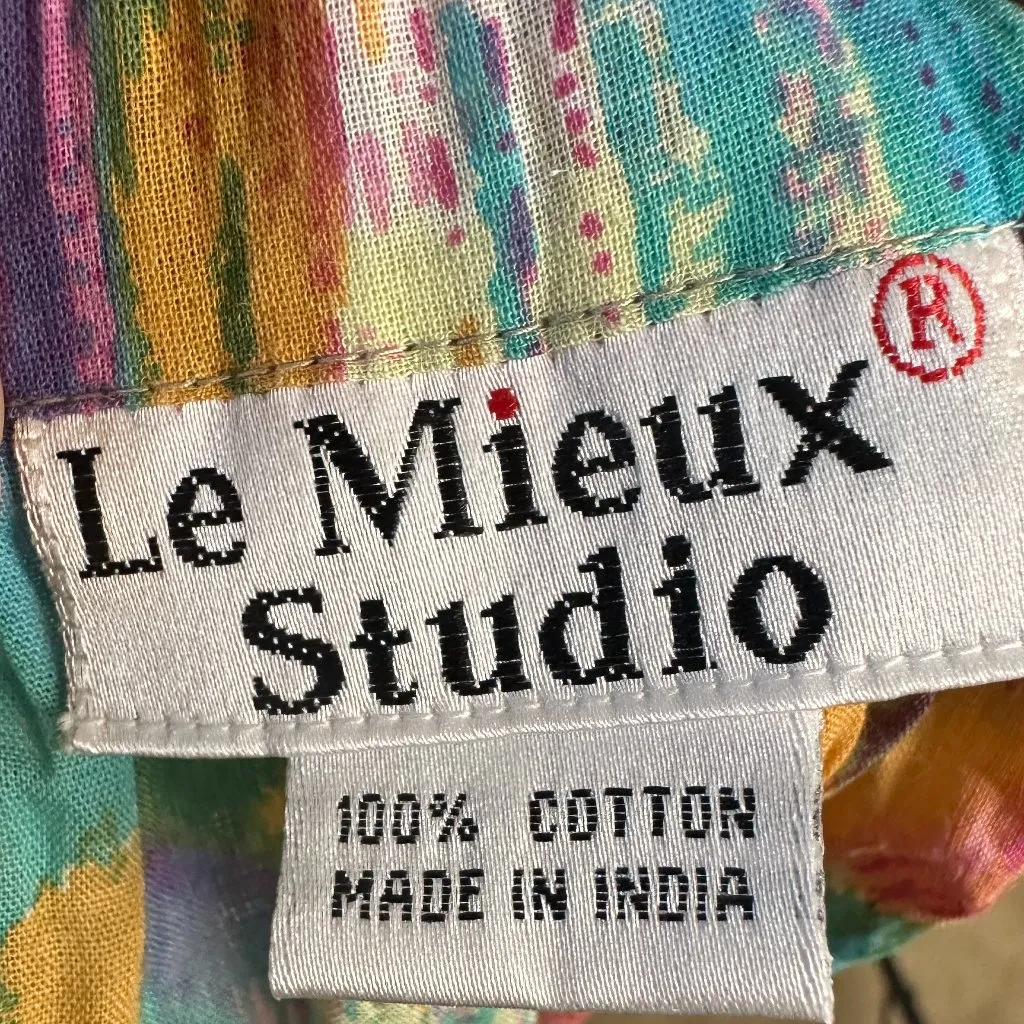 Le Mieux®
Studio
100% COTTON
MADE IN INDIA